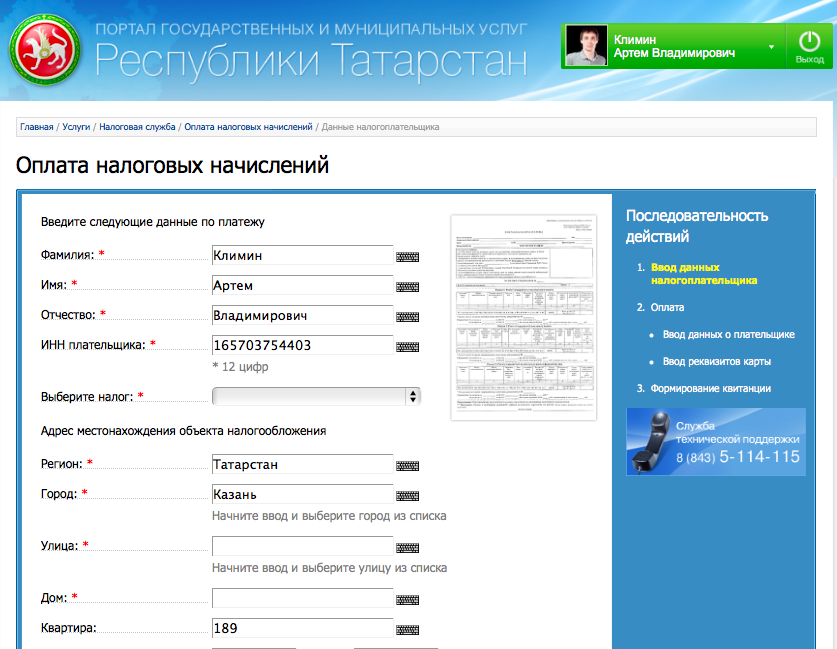 ПОРТАЛ ГОСУДАРСТВЕННЫХ И МУНИЦИПАЛЬНЫХ УСЛУГ
Республики Татарстан
Климин
Артем Владимирович
Выход
Главная / Услуги / Налоговая служба / Оплата налоговых начислений / Данные налогоплательщика
Оплата налоговых начислений
Введите следующие данные по платежу
Фамилия: * Климин
Имя: * Артем
Отчество: * Владимирович
ИНН плательщика: * 165703754403
* 12 цифр
Выберите налог: *
Адрес местонахождения объекта налогообложения
Регион: * Татарстан
Город: * Казань
Начните ввод и выберите город из списка
Улица: *
Начните ввод и выберите улицу из списка
Дом: *
Квартира: 189
Последовательность
действий
1. Ввод данных
налогоплательщика
2. Оплата
• Ввод данных о плательщике
• Ввод реквизитов карты
3. Формирование квитанции
Служба
технической поддержки
8 (843) 5-114-115